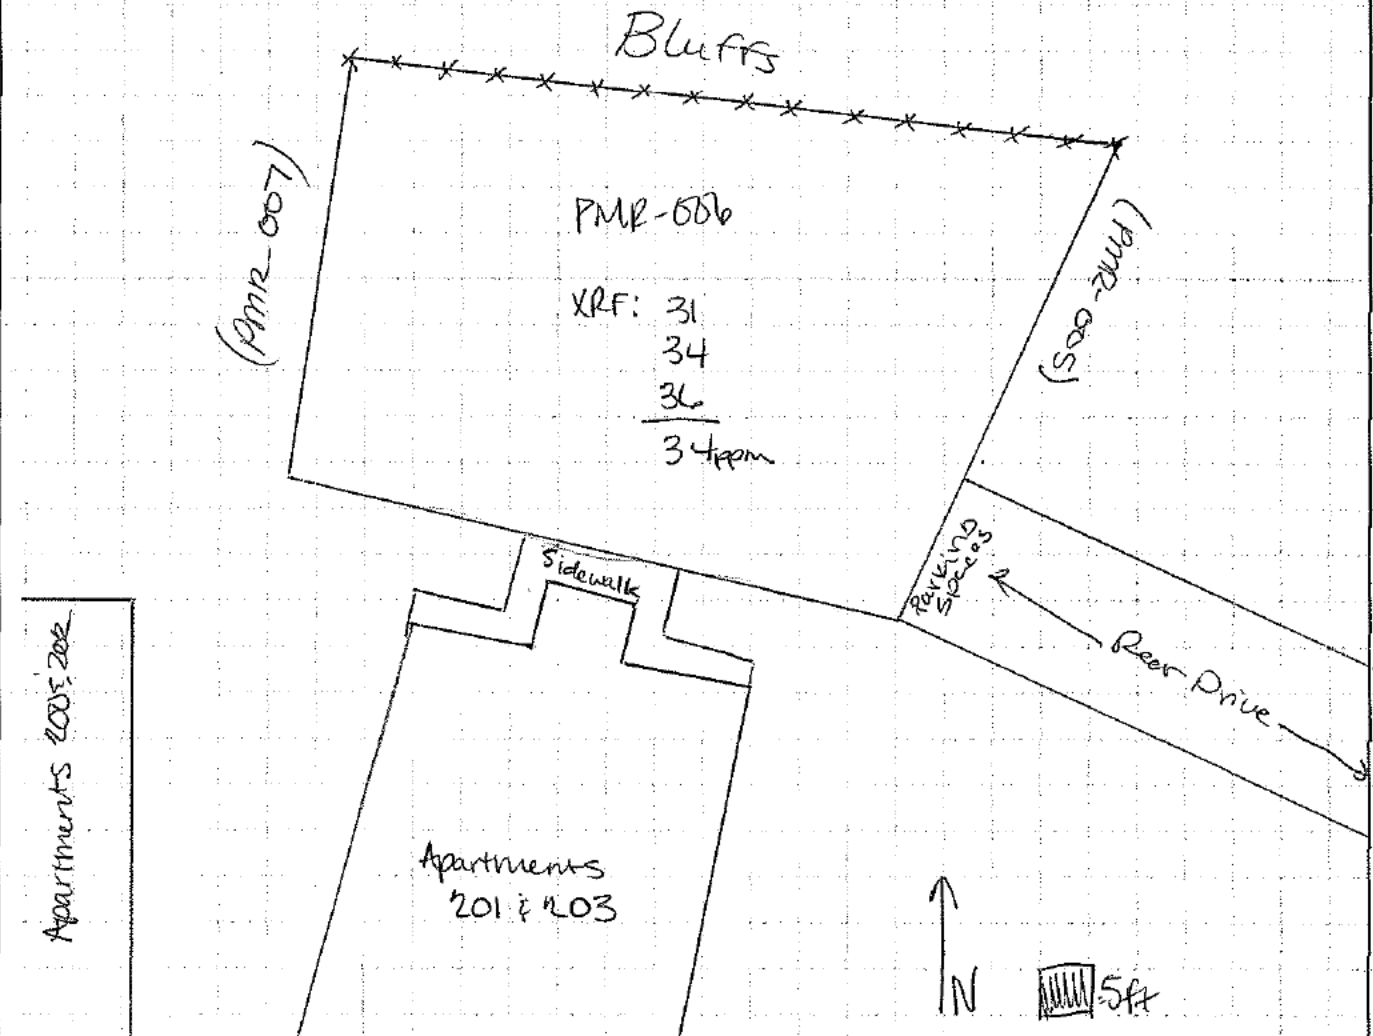 Bluffs
(PMR-007)
PMR-006
(PMR-005)
XRF: 31
34
36
34ppm
Sidewalk
Parking
Spaces
Rear Drive
Apartments 200 & 202
Apartments
201 & 203
N
5ft